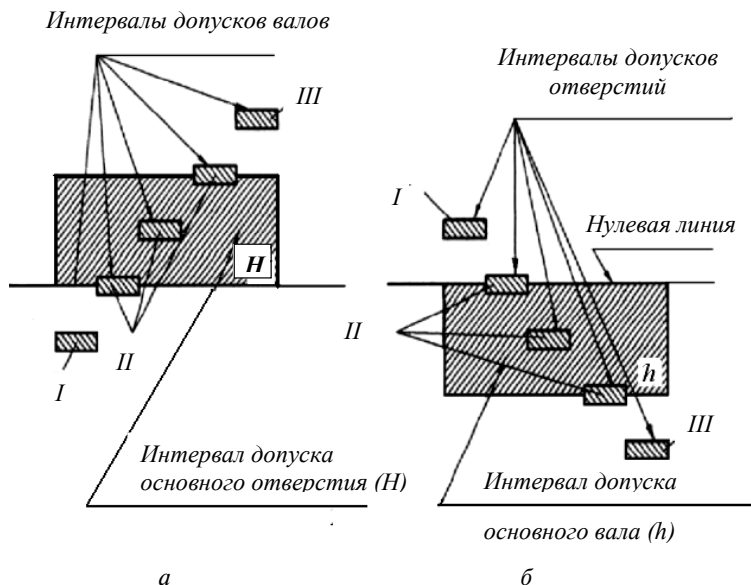 Интервалы допусков валов
III
H
II
I
Интервал допуска
основного отверстия (H)
а
Интервалы допусков
отверстий
I
Нулевая линия
II
h
III
Интервал допуска
основного вала (h)
б